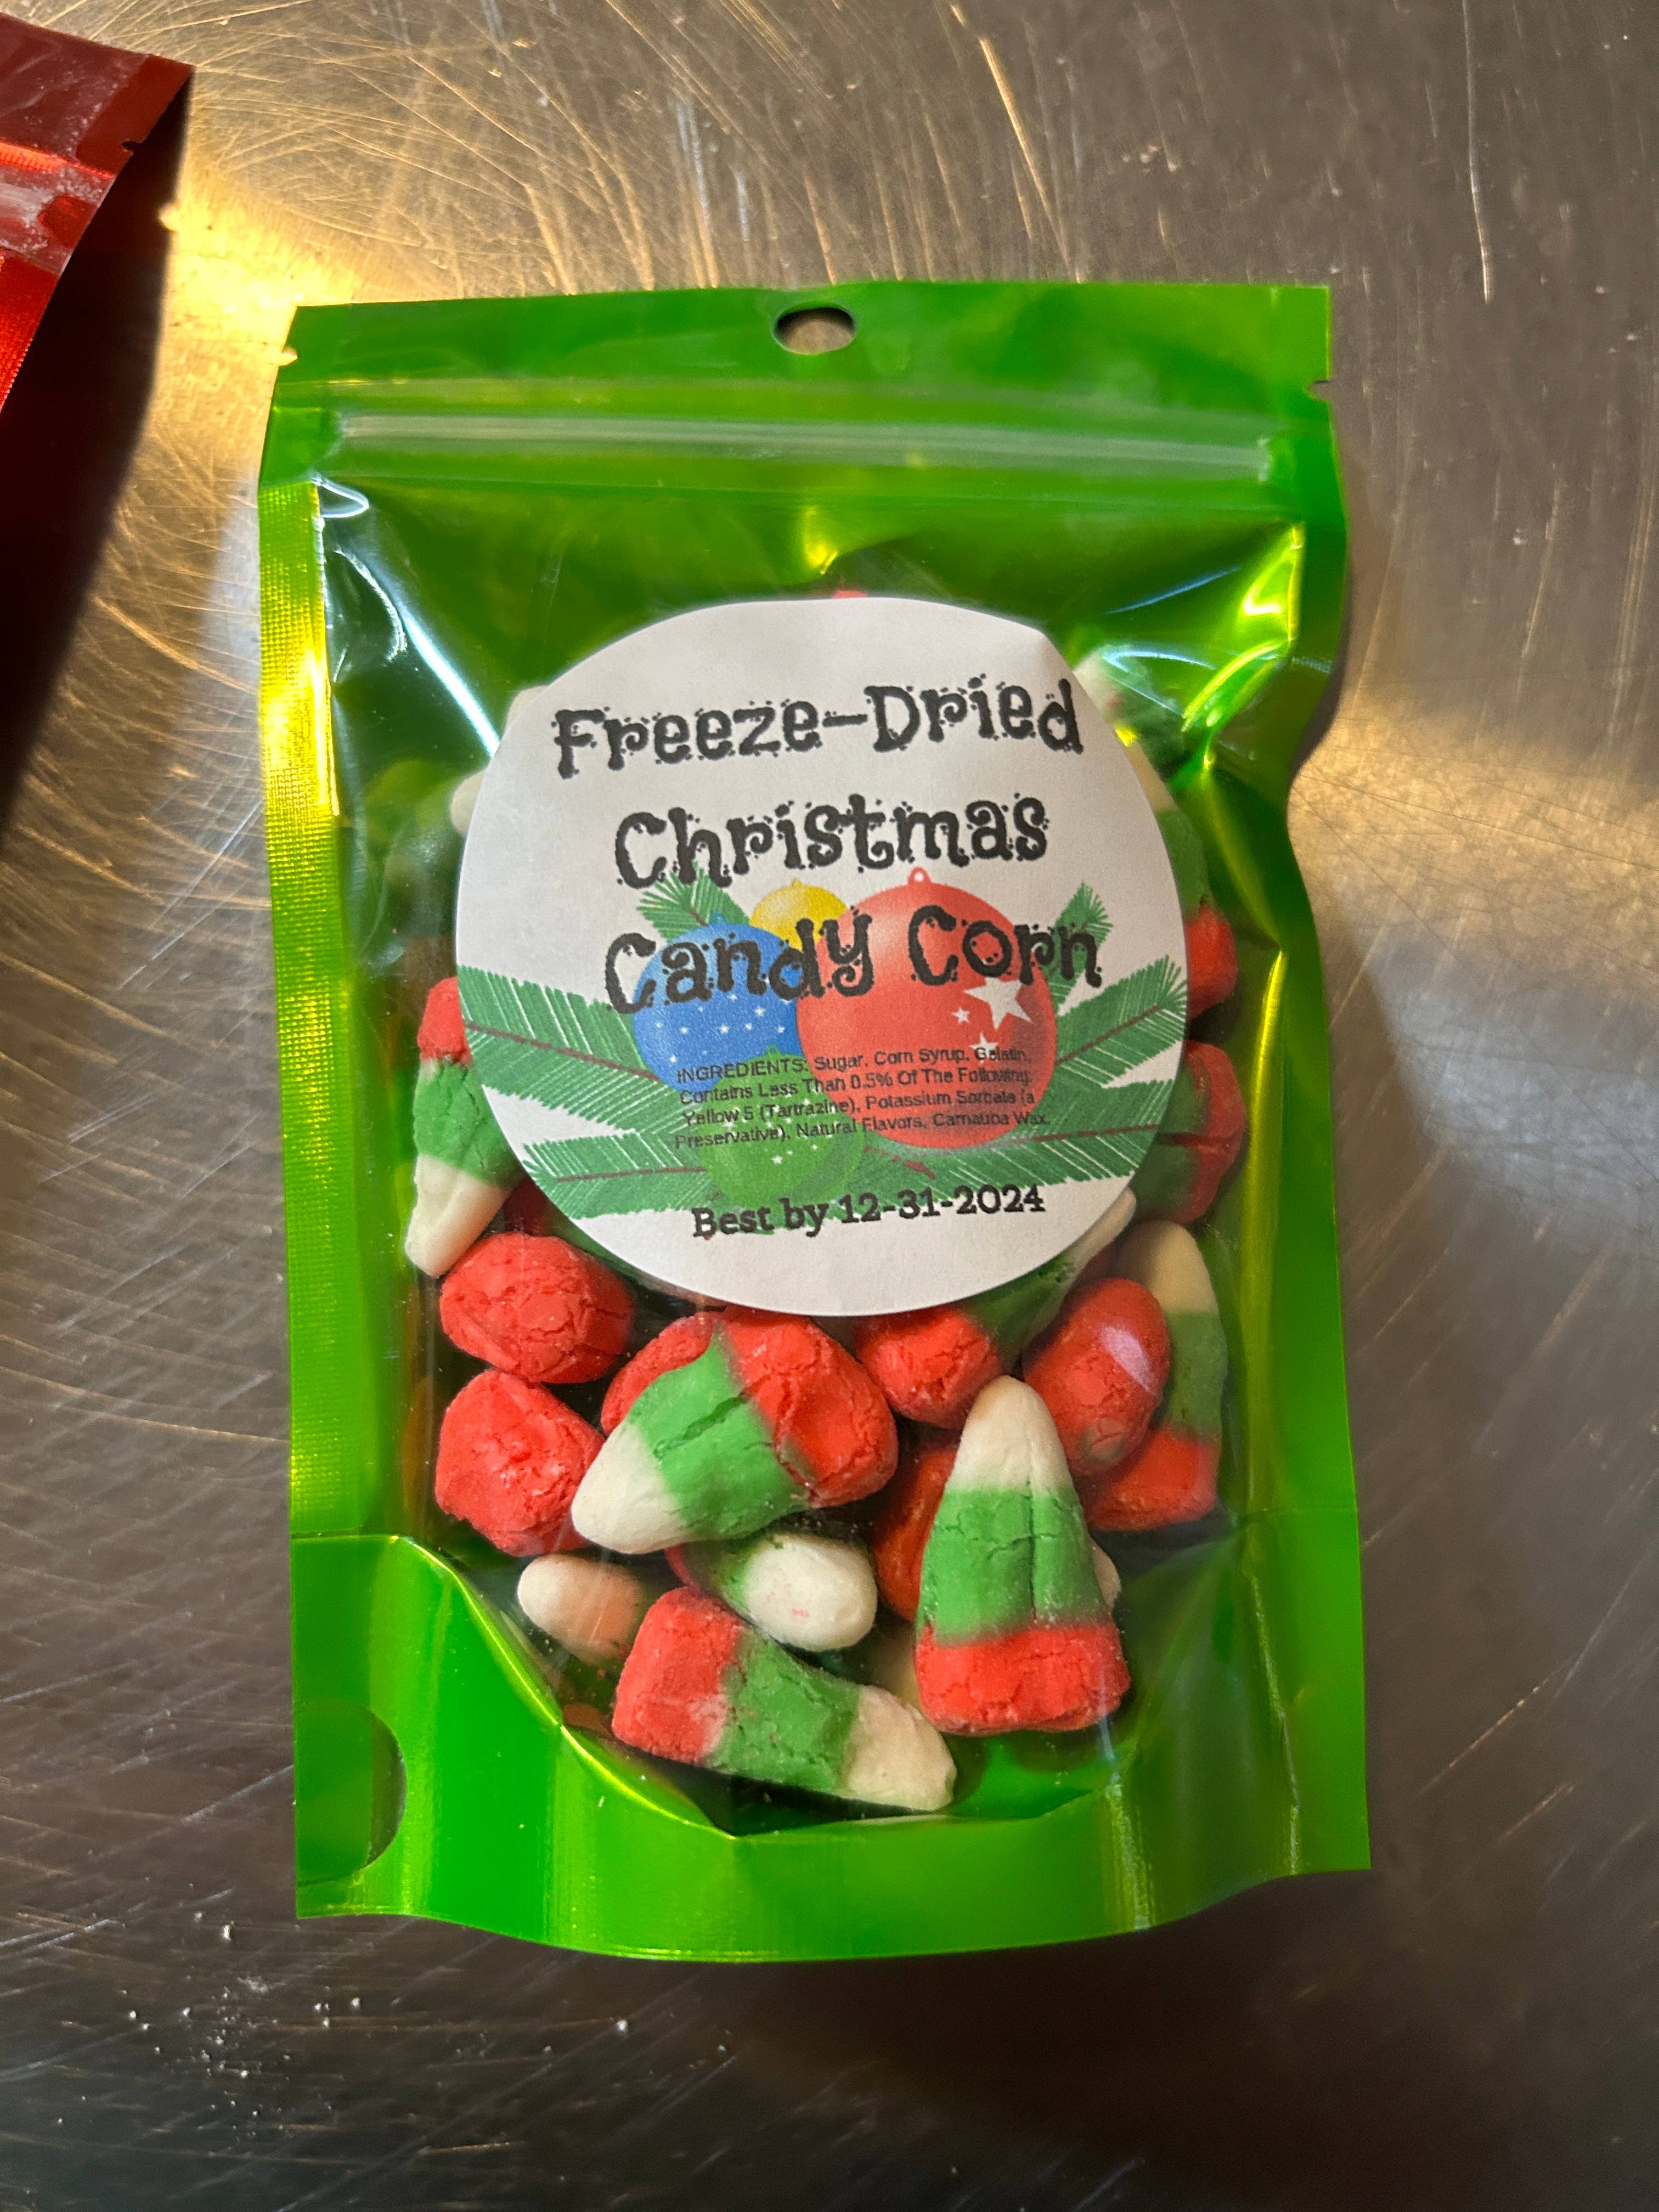 Freeze-Dried
Christmas
Candy Corn
INGREDIENTS: Sugar, Corn Syrup, Gelatin,
Contains Less Than 0.5% Of The Following:
Yellow 5 (Tartrazine), Potassium Sorbate (a
Preservative), Natural Flavors, Carnauba Wax.
Best by 12-31-2024